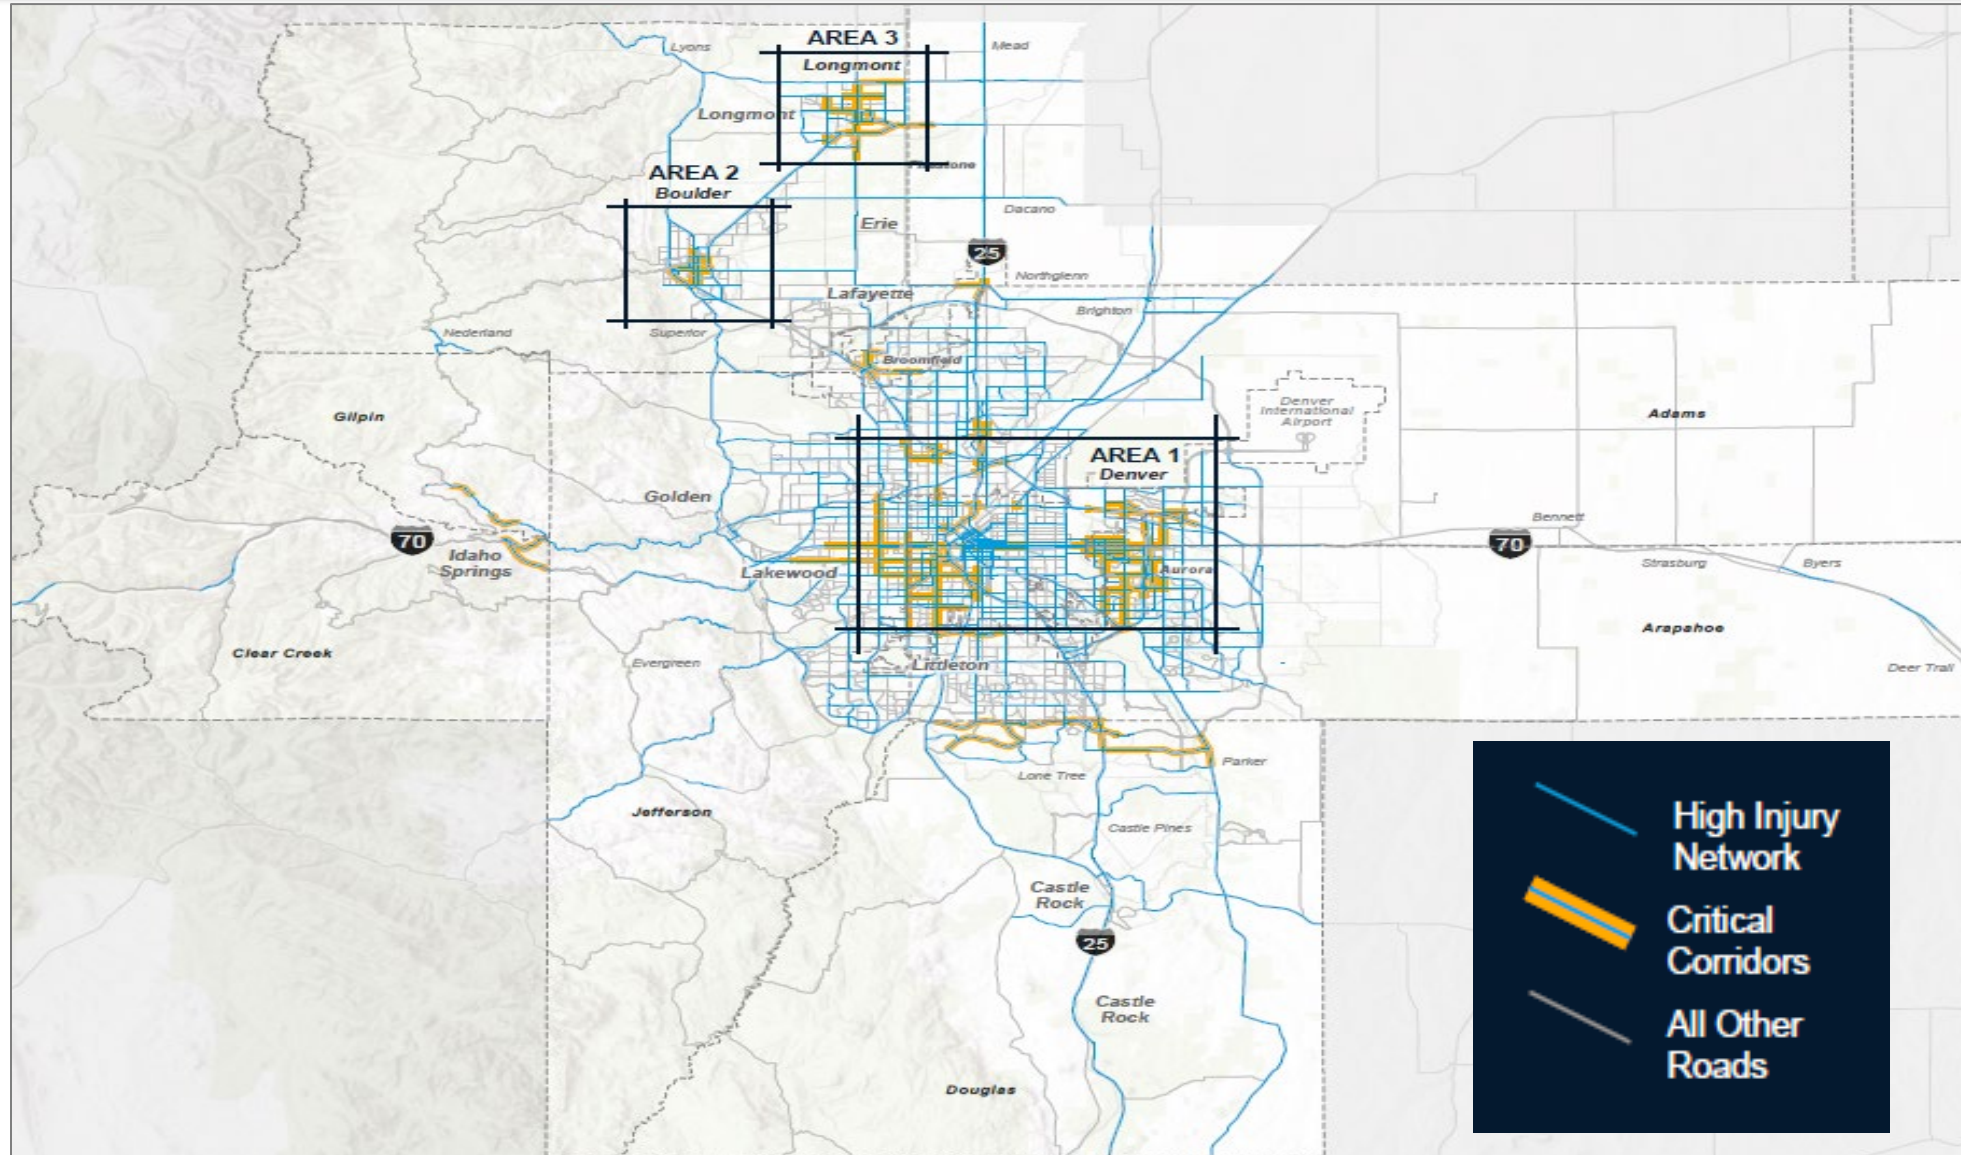 AREA 3
Longmont
Lyons
Mead
Longmont
AREA 2
Boulder
Erie
Dacano
25
Northglenn
Lafayette
Brighton
Nederland
Superior
Broomfield
Gilpin
Denver
International
Airport
Adams
AREA 1
Denver
Golden
70
Idaho
Springs
Lakewood
Aurora
Bennett
70
Strasburg
Byers
Arapahoe
Clear Creek
Evergreen
Littleton
Deer Trail
Parker
Lone Tree
Jefferson
Castle Pines
Castle
Rock
25
Castle
Rock
Douglas
High Injury
Network
Critical
Corridors
All Other
Roads